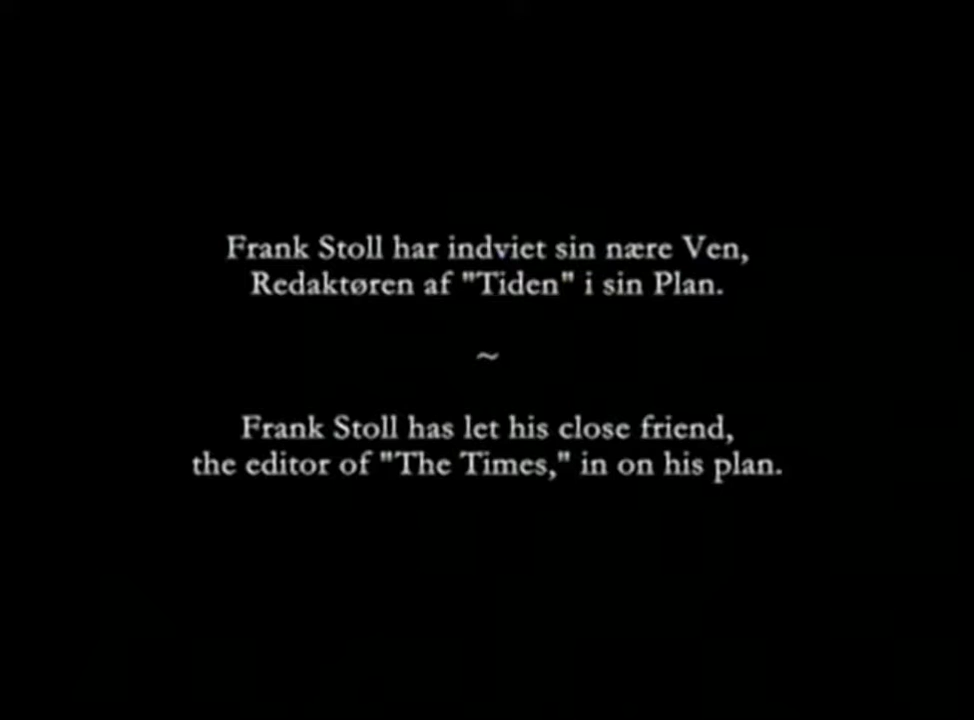 Frank Stoll har indviet sin nære Ven,
Redaktøren af "Tiden" i sin Plan.
~
Frank Stoll has let his close friend,
the editor of "The Times," in on his plan.